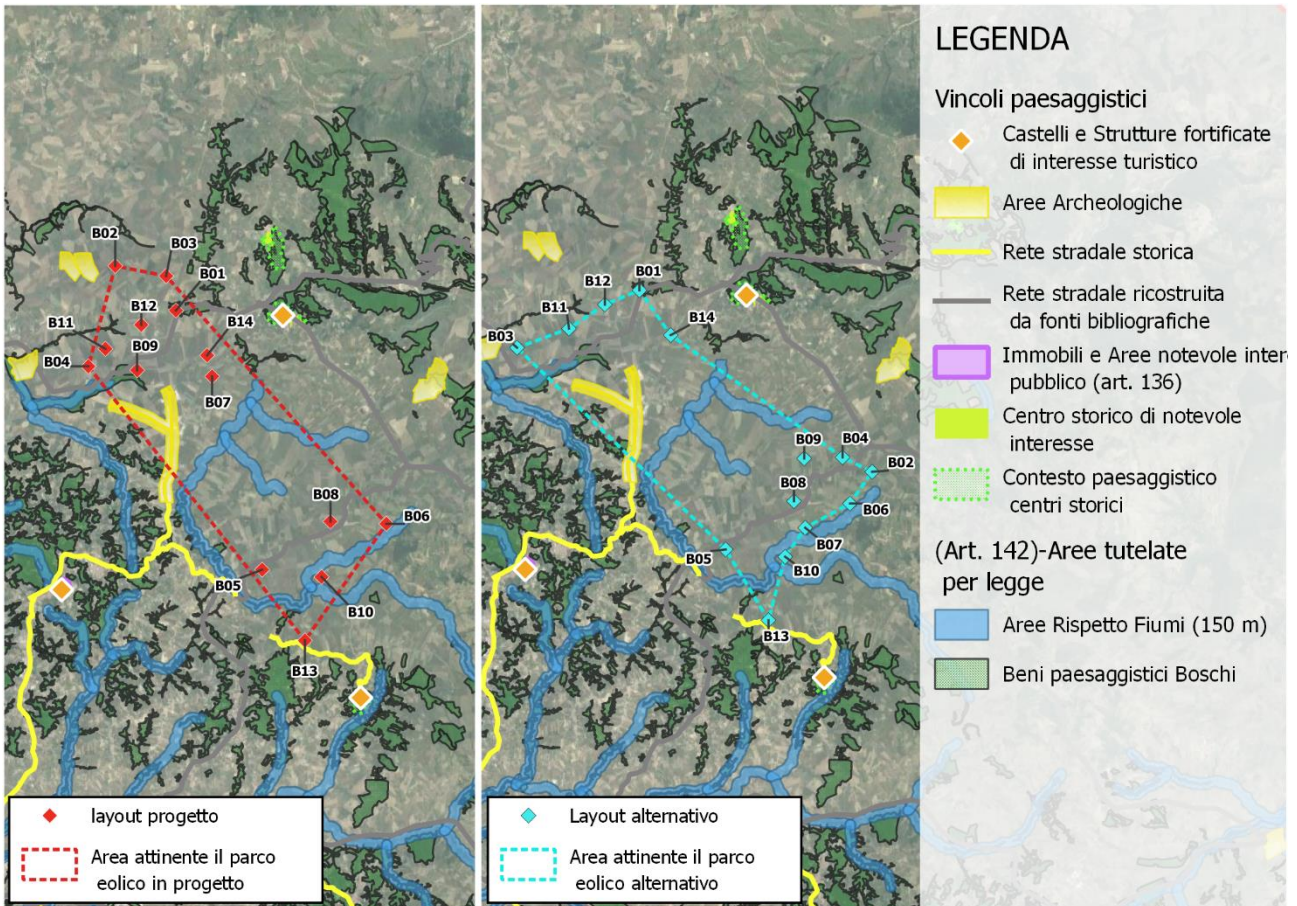 B02
B03
B01
B12
B11
B14
B04
B09
B07
B08
B06
B05
B10
B13
layout progetto
Area attinente il parco
eolico in progetto
B01
B12
B11
B14
B03
B09
B04
B02
B08
B06
B07
B05
B10
B13
Layout alternativo
Area attinente il parco
eolico alternativo
LEGENDA
Vincoli paesaggistici
Castelli e Strutture fortificate
di interesse turistico
Aree Archeologiche
Rete stradale storica
Rete stradale ricostruita
da fonti bibliografiche
Immobili e Aree notevole inter
pubblico (art. 136)
Centro storico di notevole
interesse
Contesto paesaggistico
centri storici
(Art. 142)-Aree tutelate
per legge
Aree Rispetto Fiumi (150 m)
Beni paesaggistici Boschi